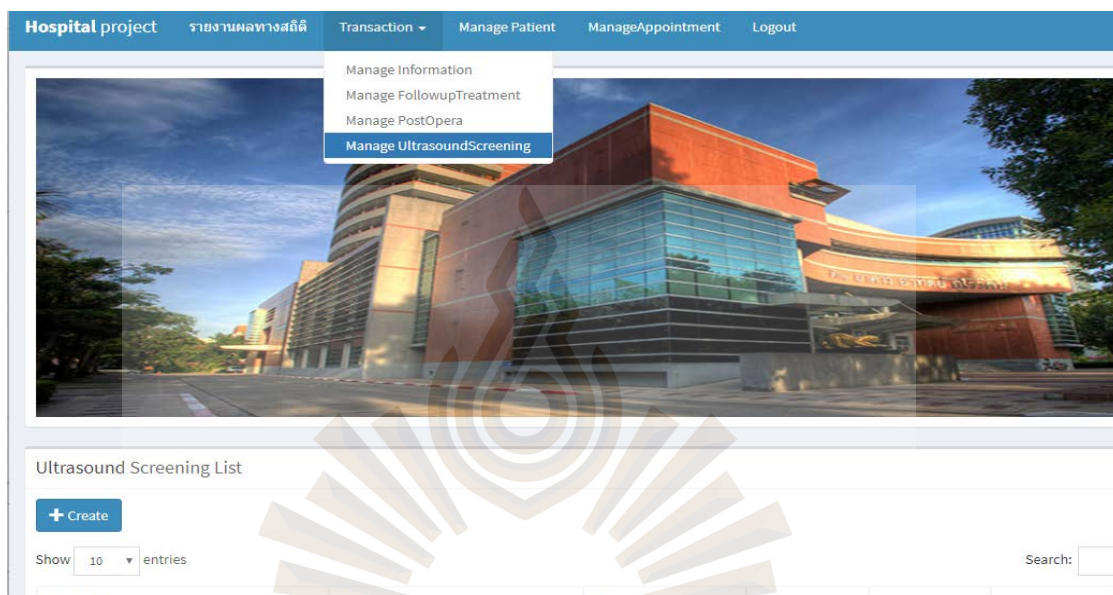 Hospital project รายงานผลทางสถิติ Transaction Manage Patient ManageAppointment Logout
Manage Information
Manage FollowupTreatment
Manage PostOpera
Manage UltrasoundScreening
Ultrasound Screening List
+ Create
Show 10 entries Search: